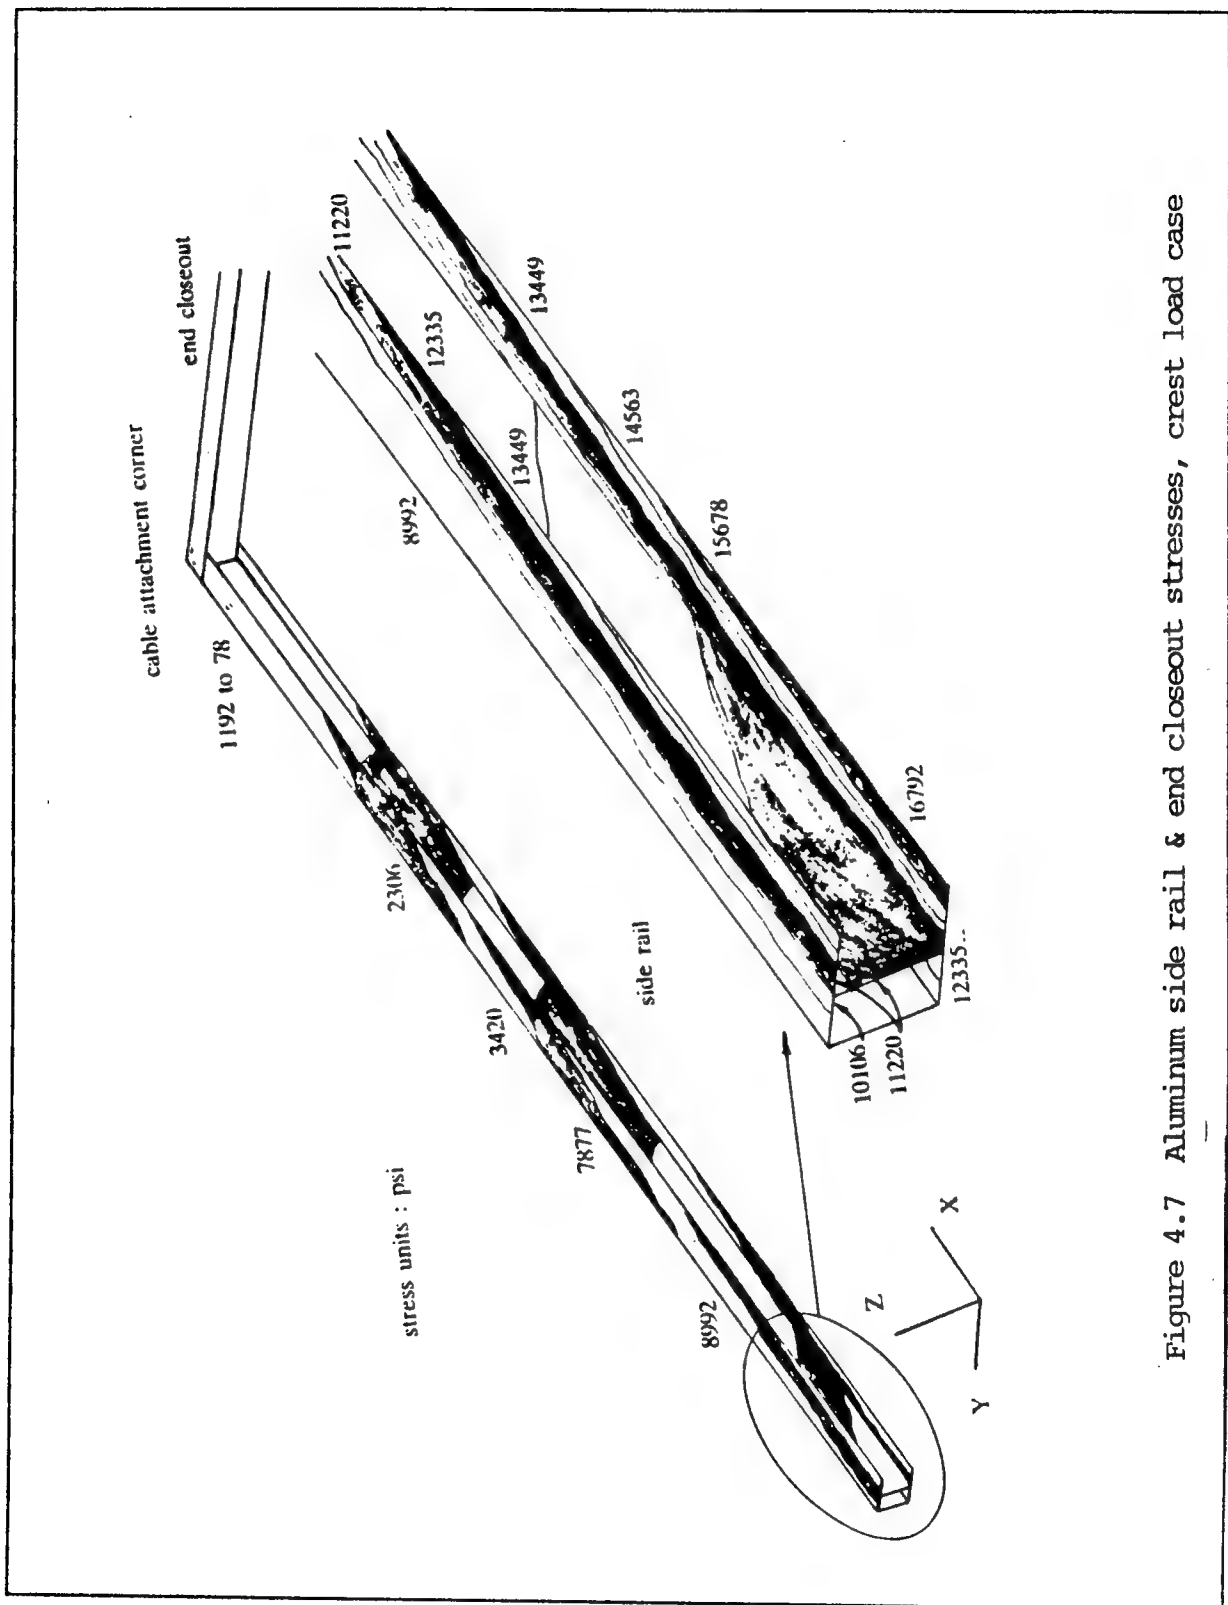 cable attachment corner
end closeout
1192 to 78
2306
3420
7877
8992
stress units : psi
side rail
11220
12335
13449
8992
13449
14563
15678
16792
10106
11220
12335..
Z
X
Y
Figure 4.7 Aluminum side rail & end closeout stresses, crest load case